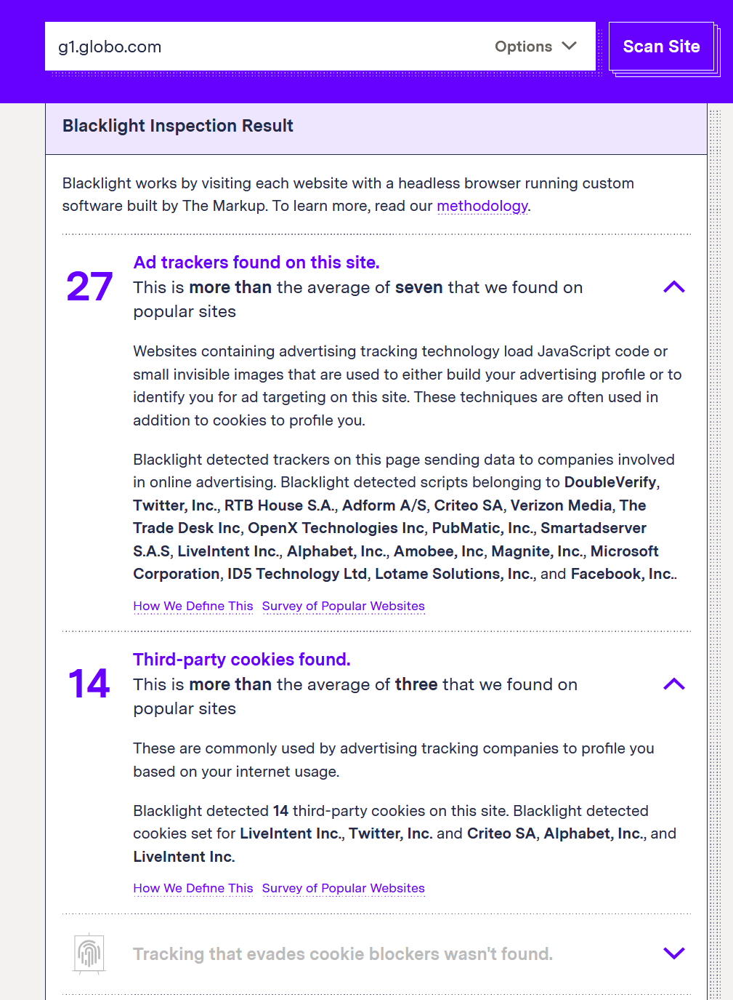 g1.globo.com
Options
Scan Site
Blacklight Inspection Result
Blacklight works by visiting each website with a headless browser running custom
software built by The Markup. To learn more, read our methodology.
27
Ad trackers found on this site.
This is more than the average of seven that we found on
popular sites
Websites containing advertising tracking technology load JavaScript code or
small invisible images that are used to either build your advertising profile or to
identify you for ad targeting on this site. These techniques are often used in
addition to cookies to profile you.
Blacklight detected trackers on this page sending data to companies involved
in online advertising. Blacklight detected scripts belonging to DoubleVerify,
Twitter, Inc., RTB House S.A., Adform A/S, Criteo SA, Verizon Media, The
Trade Desk Inc, OpenX Technologies Inc, PubMatic, Inc., Smartadserver
S.A.S, LiveIntent Inc., Alphabet, Inc., Amobee, Inc, Magnite, Inc., Microsoft
Corporation, ID5 Technology Ltd, Lotame Solutions, Inc., and Facebook, Inc..
How We Define This Survey of Popular Websites
14
Third-party cookies found.
This is more than the average of three that we found on
popular sites
These are commonly used by advertising tracking companies to profile you
based on your internet usage.
Blacklight detected 14 third-party cookies on this site. Blacklight detected
cookies set for LiveIntent Inc., Twitter, Inc. and Criteo SA, Alphabet, Inc., and
LiveIntent Inc.
How We Define This Survey of Popular Websites
Tracking that evades cookie blockers wasn't found.